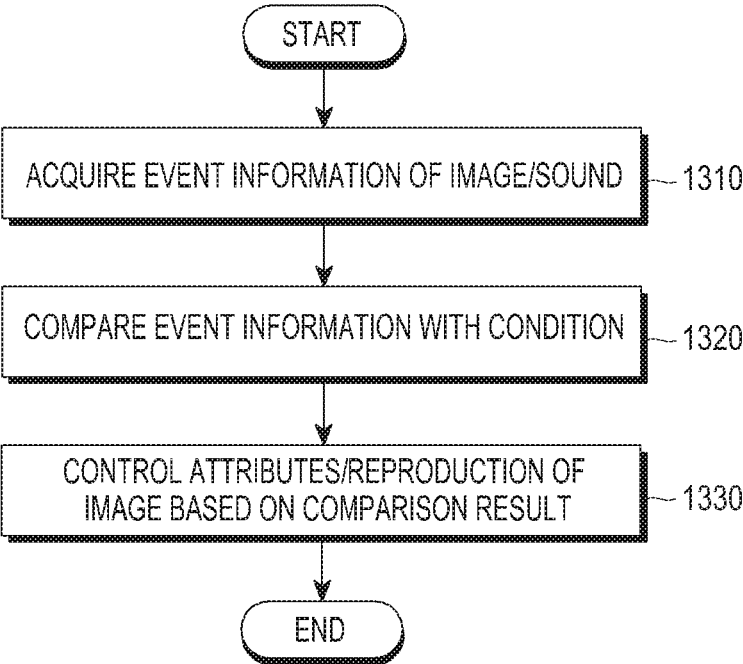 START
ACQUIRE EVENT INFORMATION OF IMAGE/SOUND
1310
COMPARE EVENT INFORMATION WITH CONDITION
1320
CONTROL ATTRIBUTES/REPRODUCTION OF
IMAGE BASED ON COMPARISON RESULT
1330
END